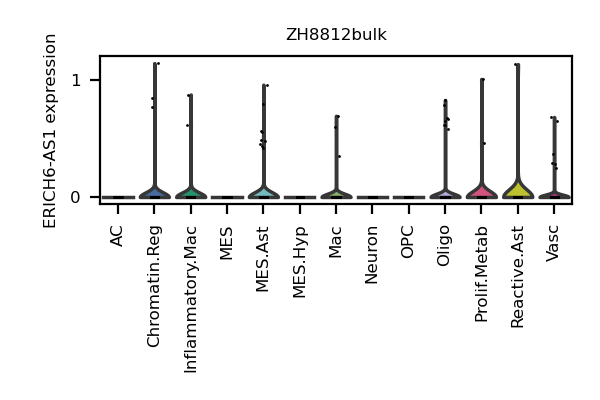 ZH8812bulk
ERICH6-AS1 expression
1
0
AC
Chromatin.Reg
Inflammatory.Mac
MES
MES.Ast
MES.Hyp
Mac
Neuron
OPC
Oligo
Prolif.Metab
Reactive.Ast
Vasc